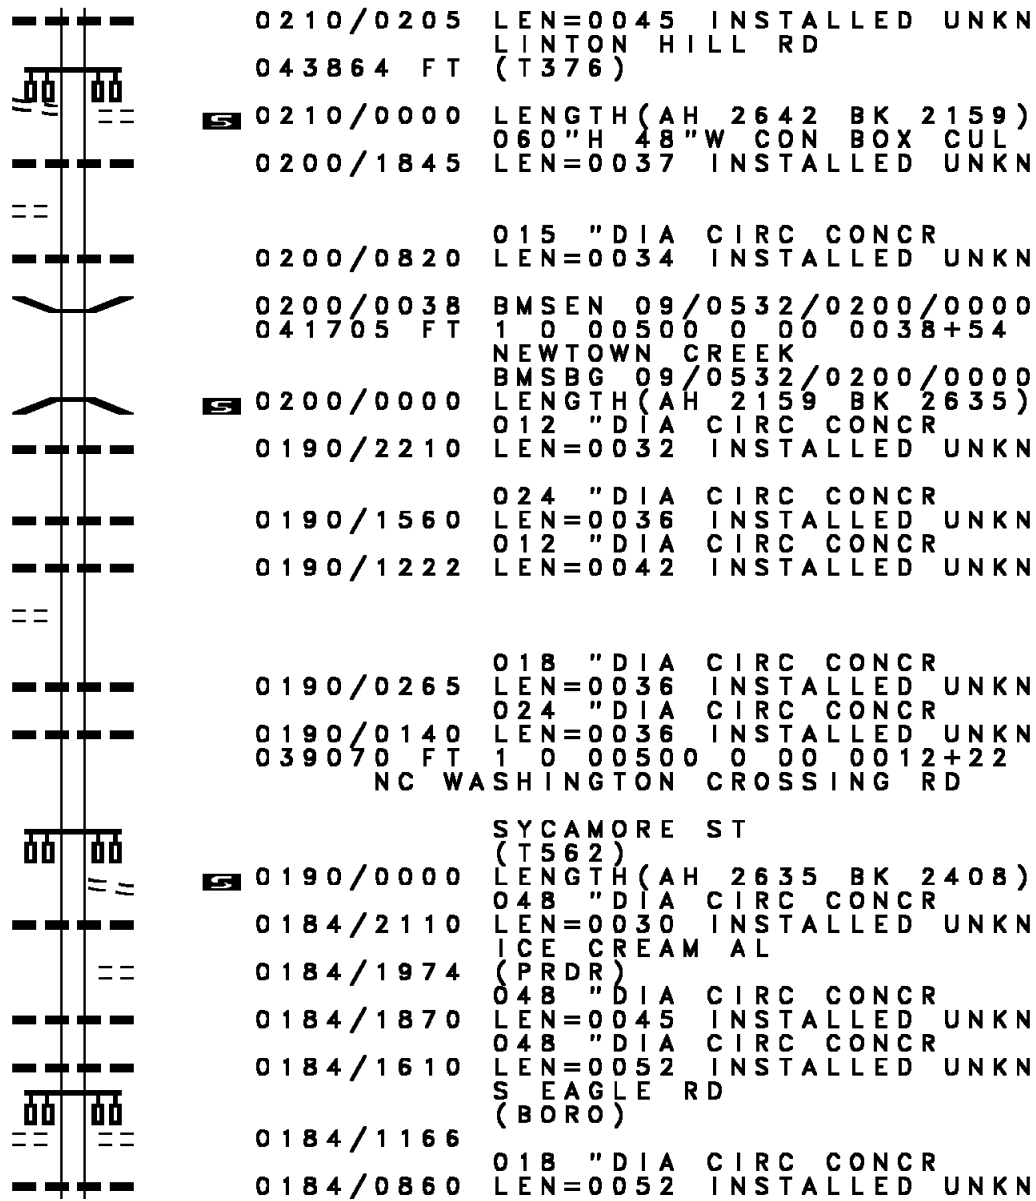 0210/0205 LEN=0045 INSTALLED UNKN
LINTON HILL RD
043864 FT (T376)
S 0210/0000 LENGTH(AH 2642 BK 2159)
060"H 48"W CON BOX CUL
0200/1845 LEN=0037 INSTALLED UNKN
015 "DIA CIRC CONCR
0200/0820 LEN=0034 INSTALLED UNKN
0200/0038 BMSEN 09/0532/0200/0000
041705 FT 1 0 00500 0 00 0038+54
NEWTOWN CREEK
BMSBG 09/0532/0200/0000
S 0200/0000 LENGTH(AH 2159 BK 2635)
012 "DIA CIRC CONCR
0190/2210 LEN=0032 INSTALLED UNKN
024 "DIA CIRC CONCR
0190/1560 LEN=0036 INSTALLED UNKN
012 "DIA CIRC CONCR
0190/1222 LEN=0042 INSTALLED UNKN
018 "DIA CIRC CONCR
0190/0265 LEN=0036 INSTALLED UNKN
024 "DIA CIRC CONCR
0190/0140 LEN=0036 INSTALLED UNKN
039070 FT 1 0 00500 0 00 0012+22
NC WASHINGTON CROSSING RD
SYCAMORE ST
(T562)
S 0190/0000 LENGTH(AH 2635 BK 2408)
048 "DIA CIRC CONCR
0184/2110 LEN=0030 INSTALLED UNKN
ICE CREAM AL
0184/1974 (PRDR)
048 "DIA CIRC CONCR
0184/1870 LEN=0045 INSTALLED UNKN
048 "DIA CIRC CONCR
0184/1610 LEN=0052 INSTALLED UNKN
S EAGLE RD
(BORO)
0184/1166
018 "DIA CIRC CONCR
0184/0860 LEN=0052 INSTALLED UNKN